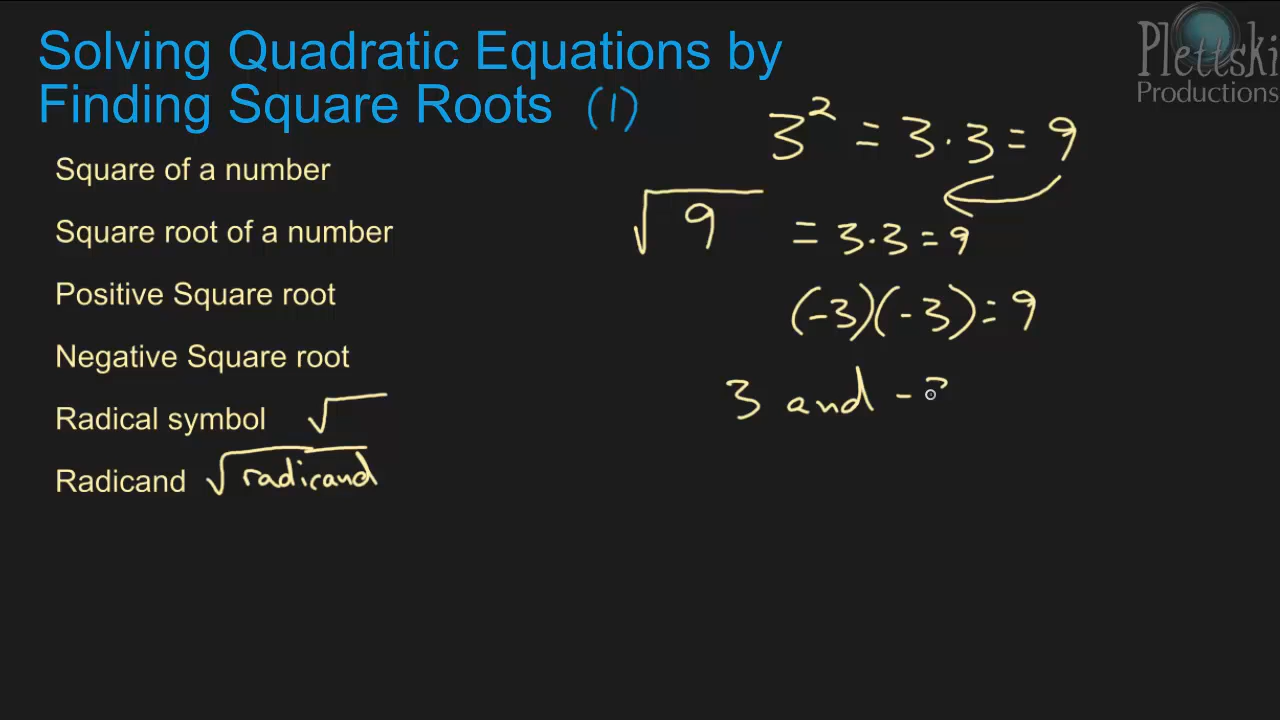 Solving Quadratic Equations by
Finding Square Roots (1)
Plettski
Productions
Square of a number
Square root of a number
Positive Square root
Negative Square root
Radical symbol √
Radicand √radicand
3² = 3·3 = 9
√9 = 3·3 = 9
(-3)(-3) = 9
3 and -3